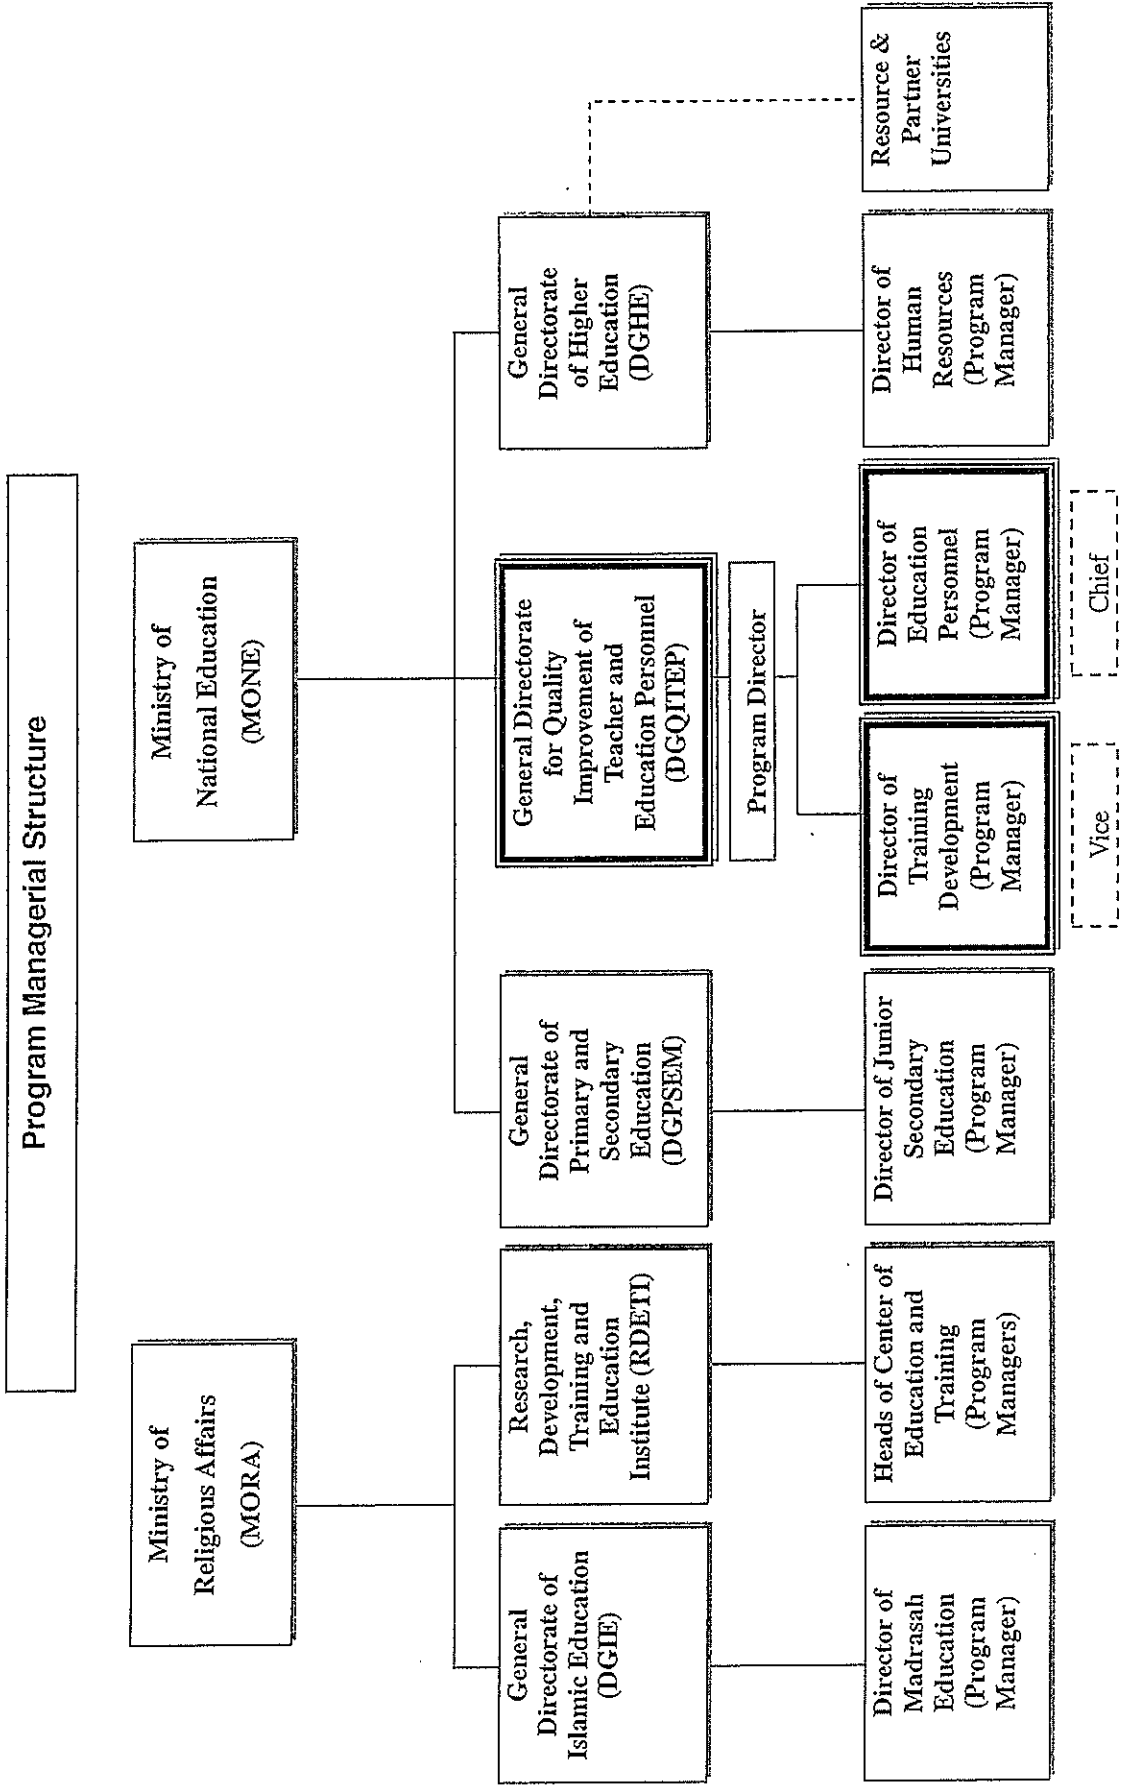 Program Managerial Structure
Ministry of
Religious Affairs
(MORA)
Ministry of
National Education
(MONE)
General
Directorate of
Islamic Education
(DGIE)
Research,
Development,
Training and
Education
Institute (RDETI)
General
Directorate of
Primary and
Secondary
Education
(DGPSEM)
General Directorate
for Quality
Improvement of
Teacher and
Education Personnel
(DGQITEP)
General
Directorate
of Higher
Education
(DGHE)
Program Director
Director of
Madrasah
Education
(Program
Manager)
Heads of Center of
Education and
Training
(Program
Managers)
Director of Junior
Secondary
Education
(Program
Manager)
Director of
Training
Development
(Program
Manager)
Director of
Education
Personnel
(Program
Manager)
Director of
Human
Resources
(Program
Manager)
Resource &
Partner
Universities
Vice
Chief